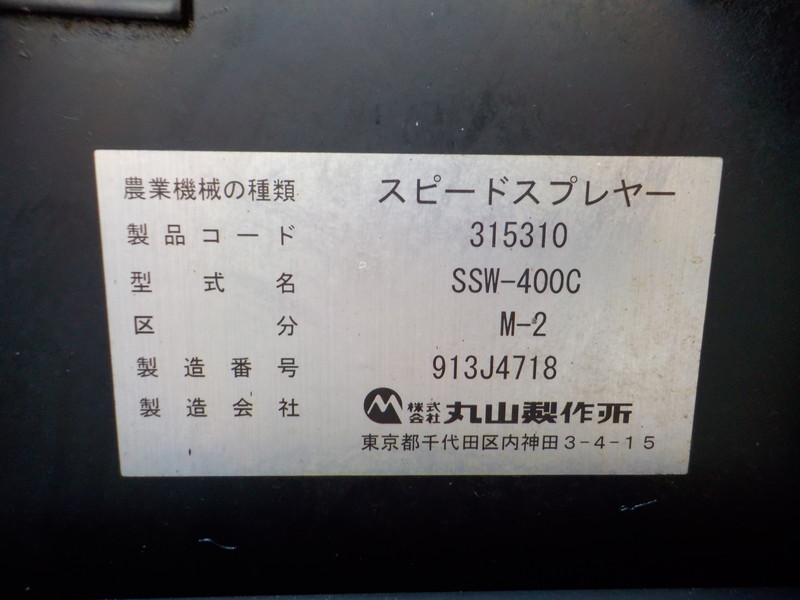 農業機械の種類 スピードスプレヤー
製品コード 315310
型式名 SSW-400C
区分 M-2
製造番号 913J4718
製造会社 株式会社 丸山製作所
東京都千代田区内神田3-4-15